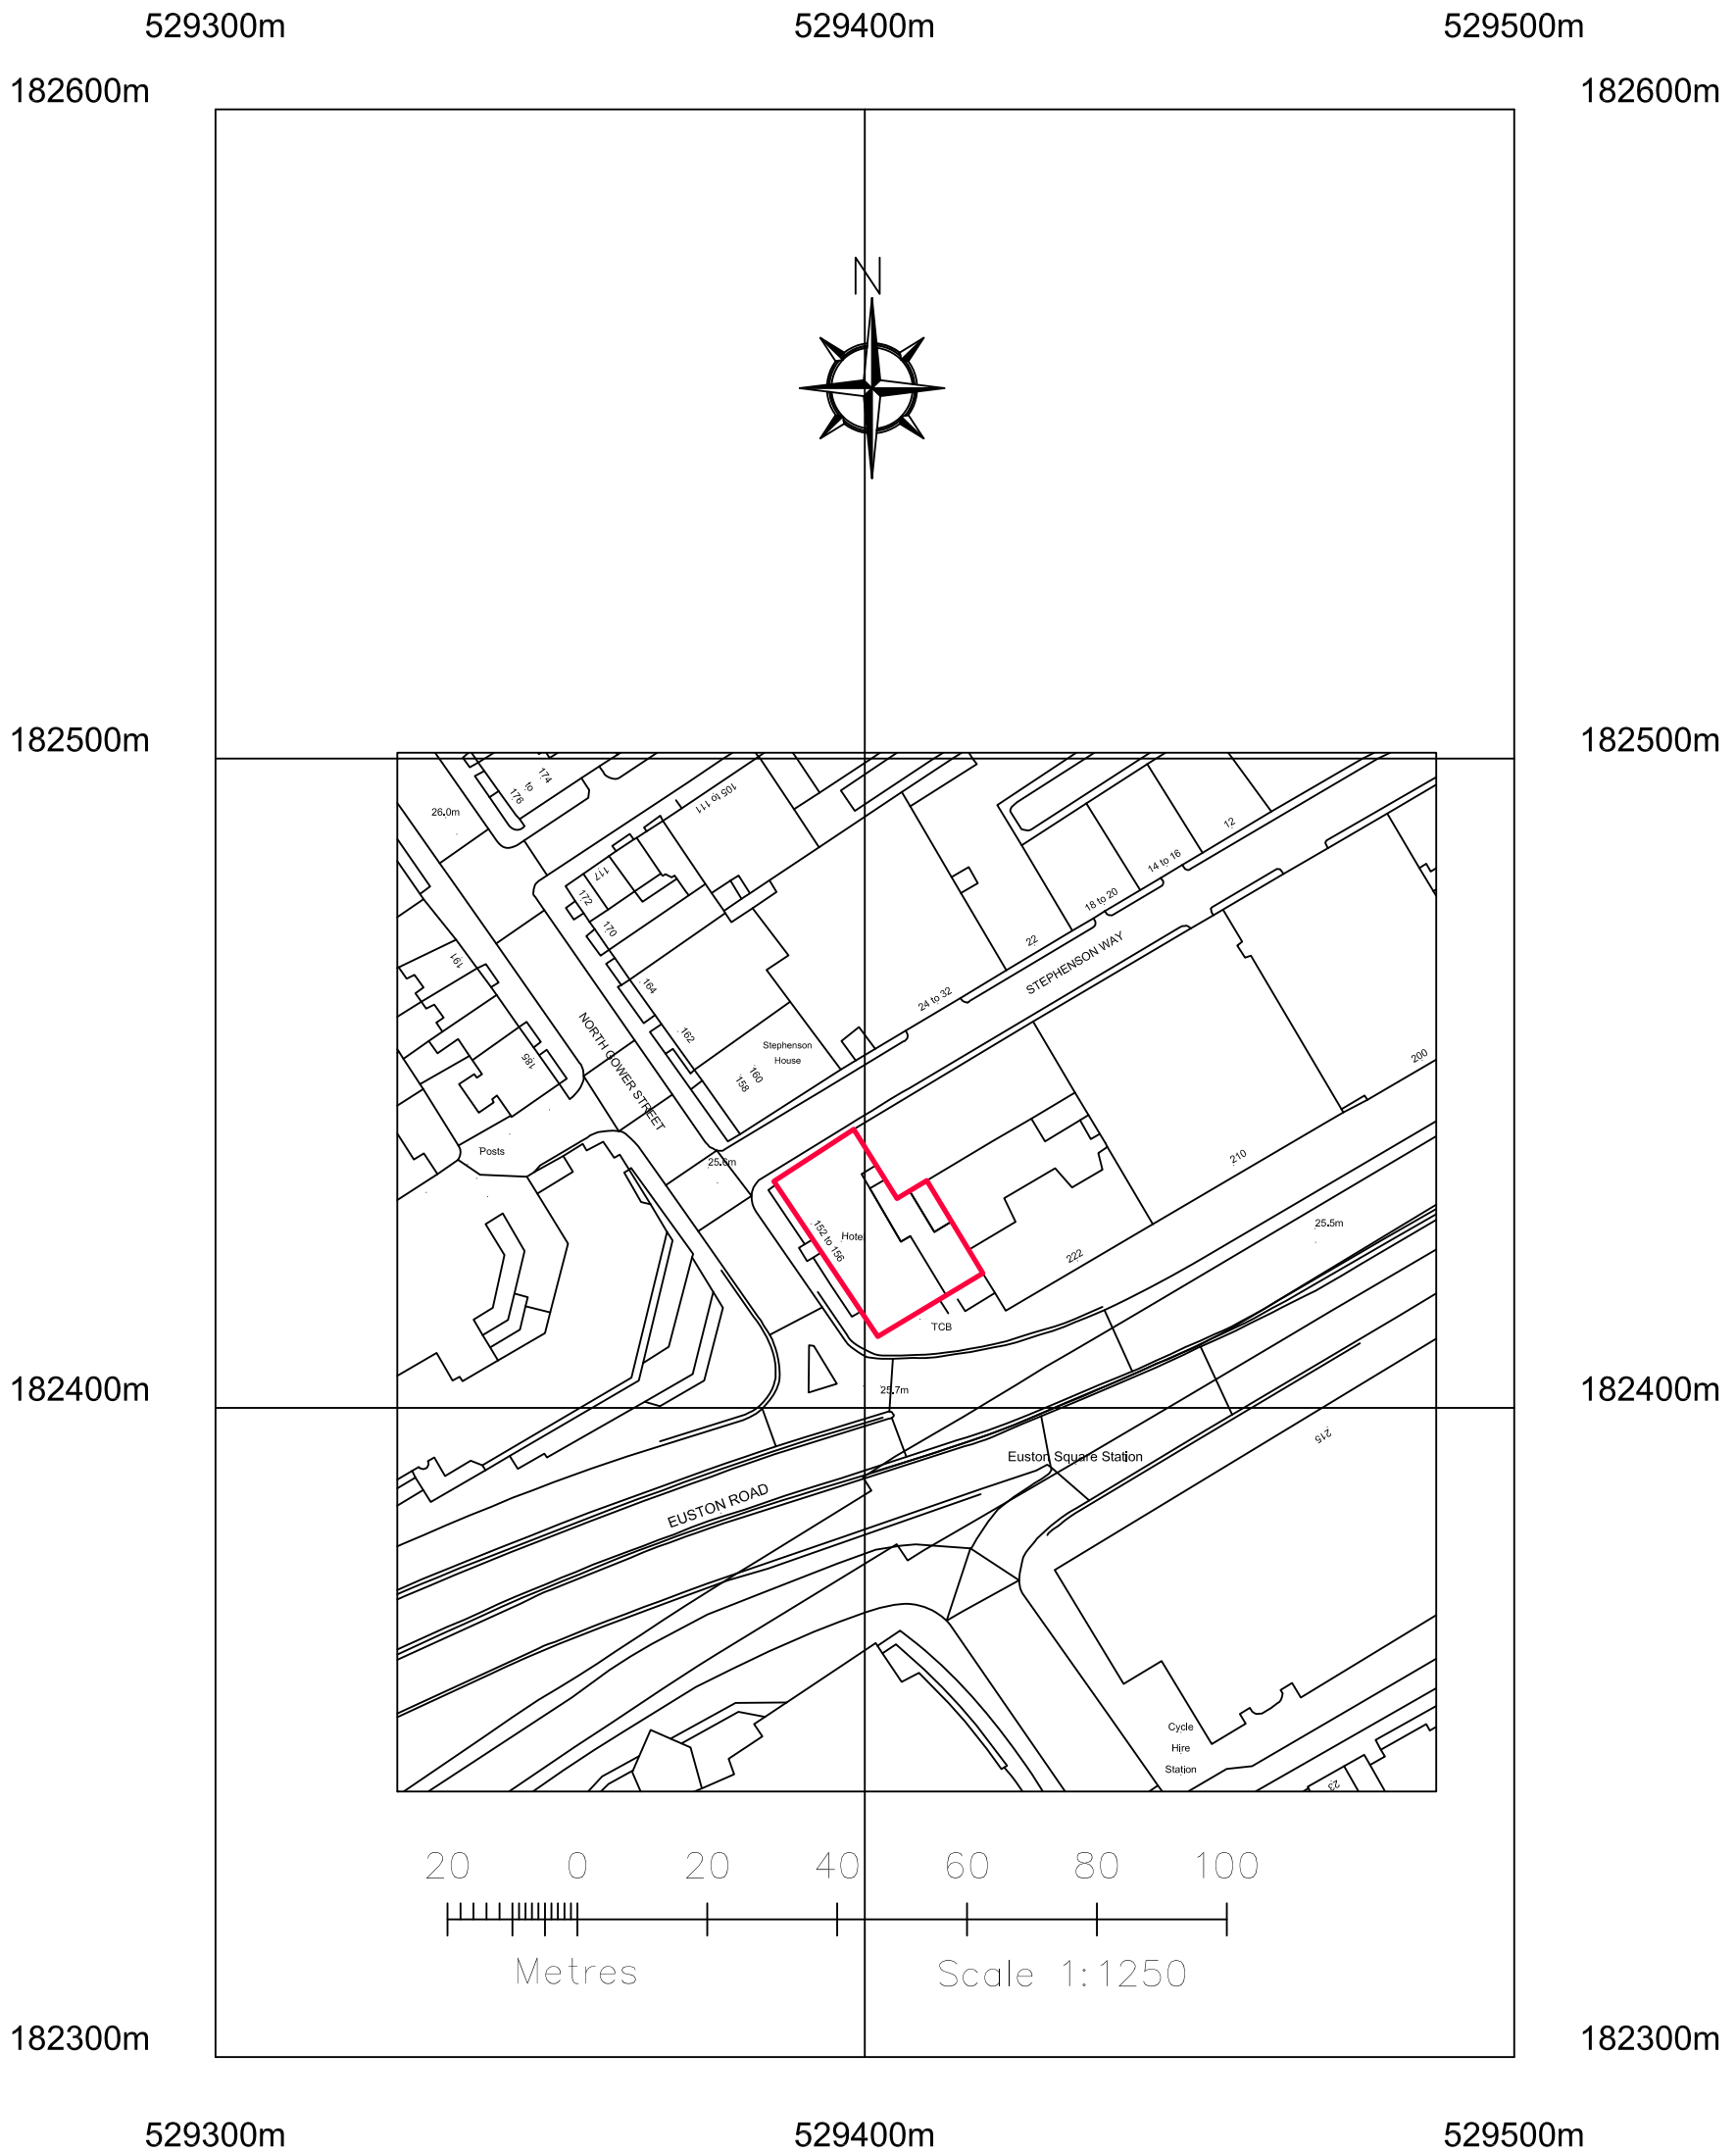 529300m 529400m 529500m
182600m 182600m
N
182500m 182500m
174
to
176
26.0m
105 to 111
117
172
170
164
162
160
158
Stephenson
House
191
185
NORTH GOWER STREET
12
14 to 16
18 to 20
22
24 to 32
STEPHENSON WAY
200
210
222
Posts
25.6m
152 to 156
Hotel
25.5m
TCB
25.7m
182400m 182400m
215
Euston Square Station
EUSTON ROAD
Cycle
Hire
Station
23
20 0 20 40 60 80 100
Metres Scale 1:1250
182300m 182300m
529300m 529400m 529500m